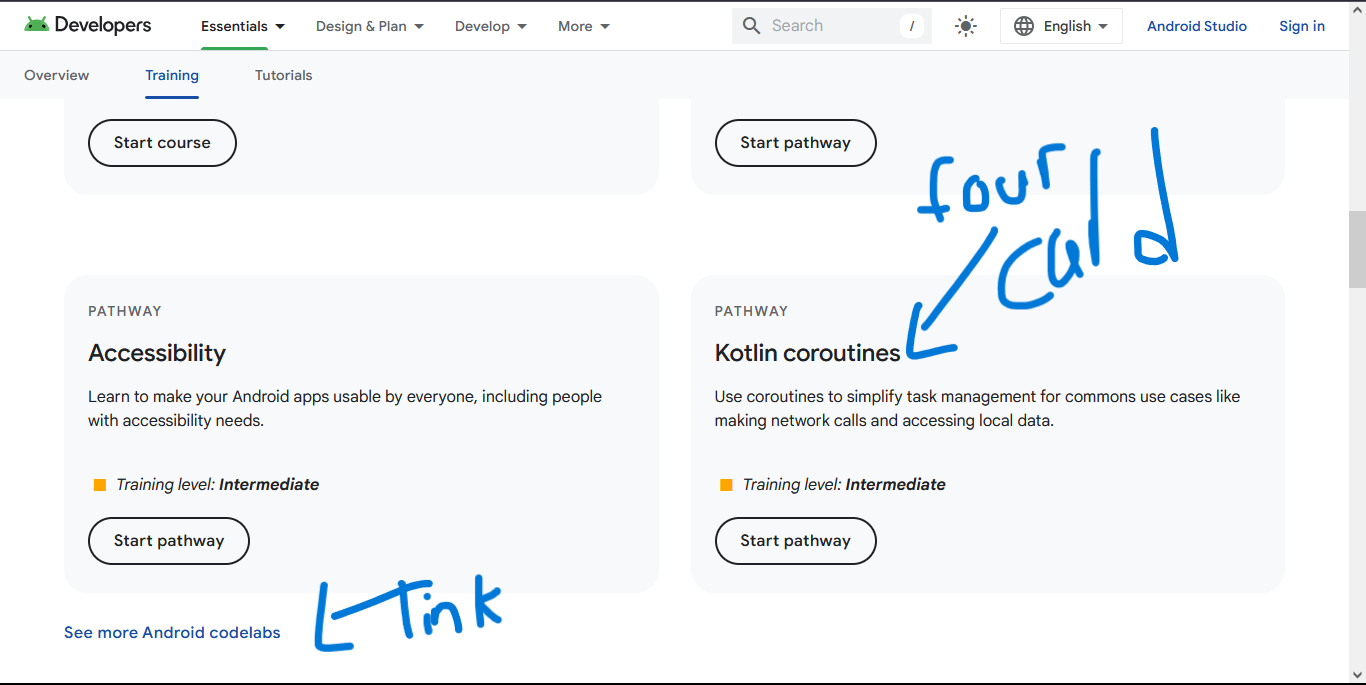 Developers
Essentials
Design & Plan
Develop
More
Search
/
English
Android Studio
Sign in
Overview
Training
Tutorials
Start course
Start pathway
four
PATHWAY
Accessibility
Learn to make your Android apps usable by everyone, including people
with accessibility needs.
Training level: Intermediate
Start pathway
PATHWAY
Kotlin coroutines
Use coroutines to simplify task management for commons use cases like
making network calls and accessing local data.
Training level: Intermediate
Start pathway
See more Android codelabs
Tink